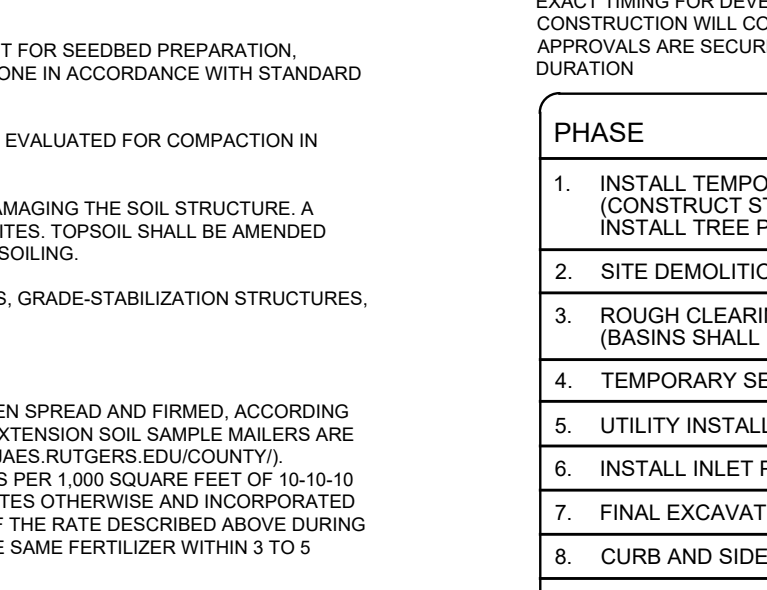 T FOR SEEDBED PREPARATION,
ONE IN ACCORDANCE WITH STANDARD
EVALUATED FOR COMPACTION IN
AMAGING THE SOIL STRUCTURE. A
ITES. TOPSOIL SHALL BE AMENDED
SOILING.
S, GRADE-STABILIZATION STRUCTURES,
EN SPREAD AND FIRMED, ACCORDING
XTENSION SOIL SAMPLE MAILERS ARE
JAES.RUTGERS.EDU/COUNTY/).
S PER 1,000 SQUARE FEET OF 10-10-10
TES OTHERWISE AND INCORPORATED
F THE RATE DESCRIBED ABOVE DURING
E SAME FERTILIZER WITHIN 3 TO 5
EXACT TIMING FOR DEVE
CONSTRUCTION WILL CO
APPROVALS ARE SECUR
DURATION
PHASE
1. INSTALL TEMPO
(CONSTRUCT ST
INSTALL TREE P
2. SITE DEMOLITIO
3. ROUGH CLEARIN
(BASINS SHALL
4. TEMPORARY SE
5. UTILITY INSTALL
6. INSTALL INLET P
7. FINAL EXCAVAT
8. CURB AND SIDE